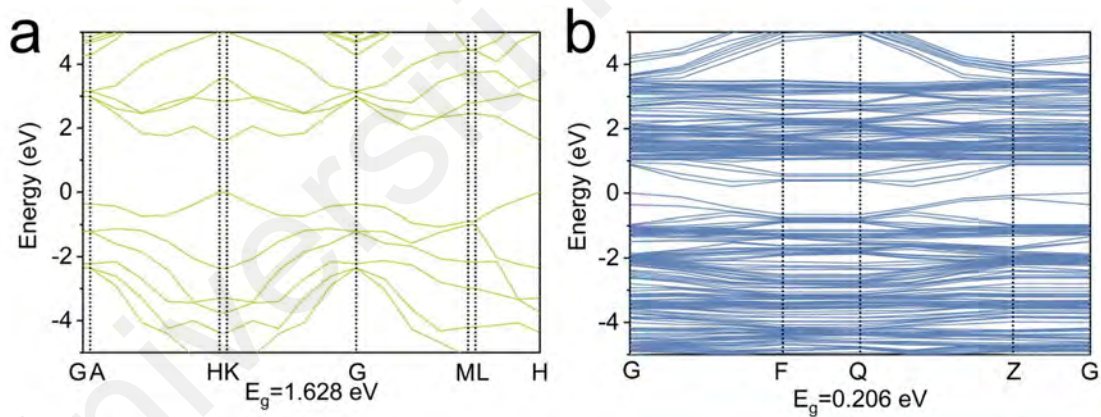 a
b
Energy (eV)
4
2
0
-2
-4
G A H K G M L H
E_g=1.628 eV
Energy (eV)
4
2
0
-2
-4
G F Q Z G
E_g=0.206 eV
Universiti